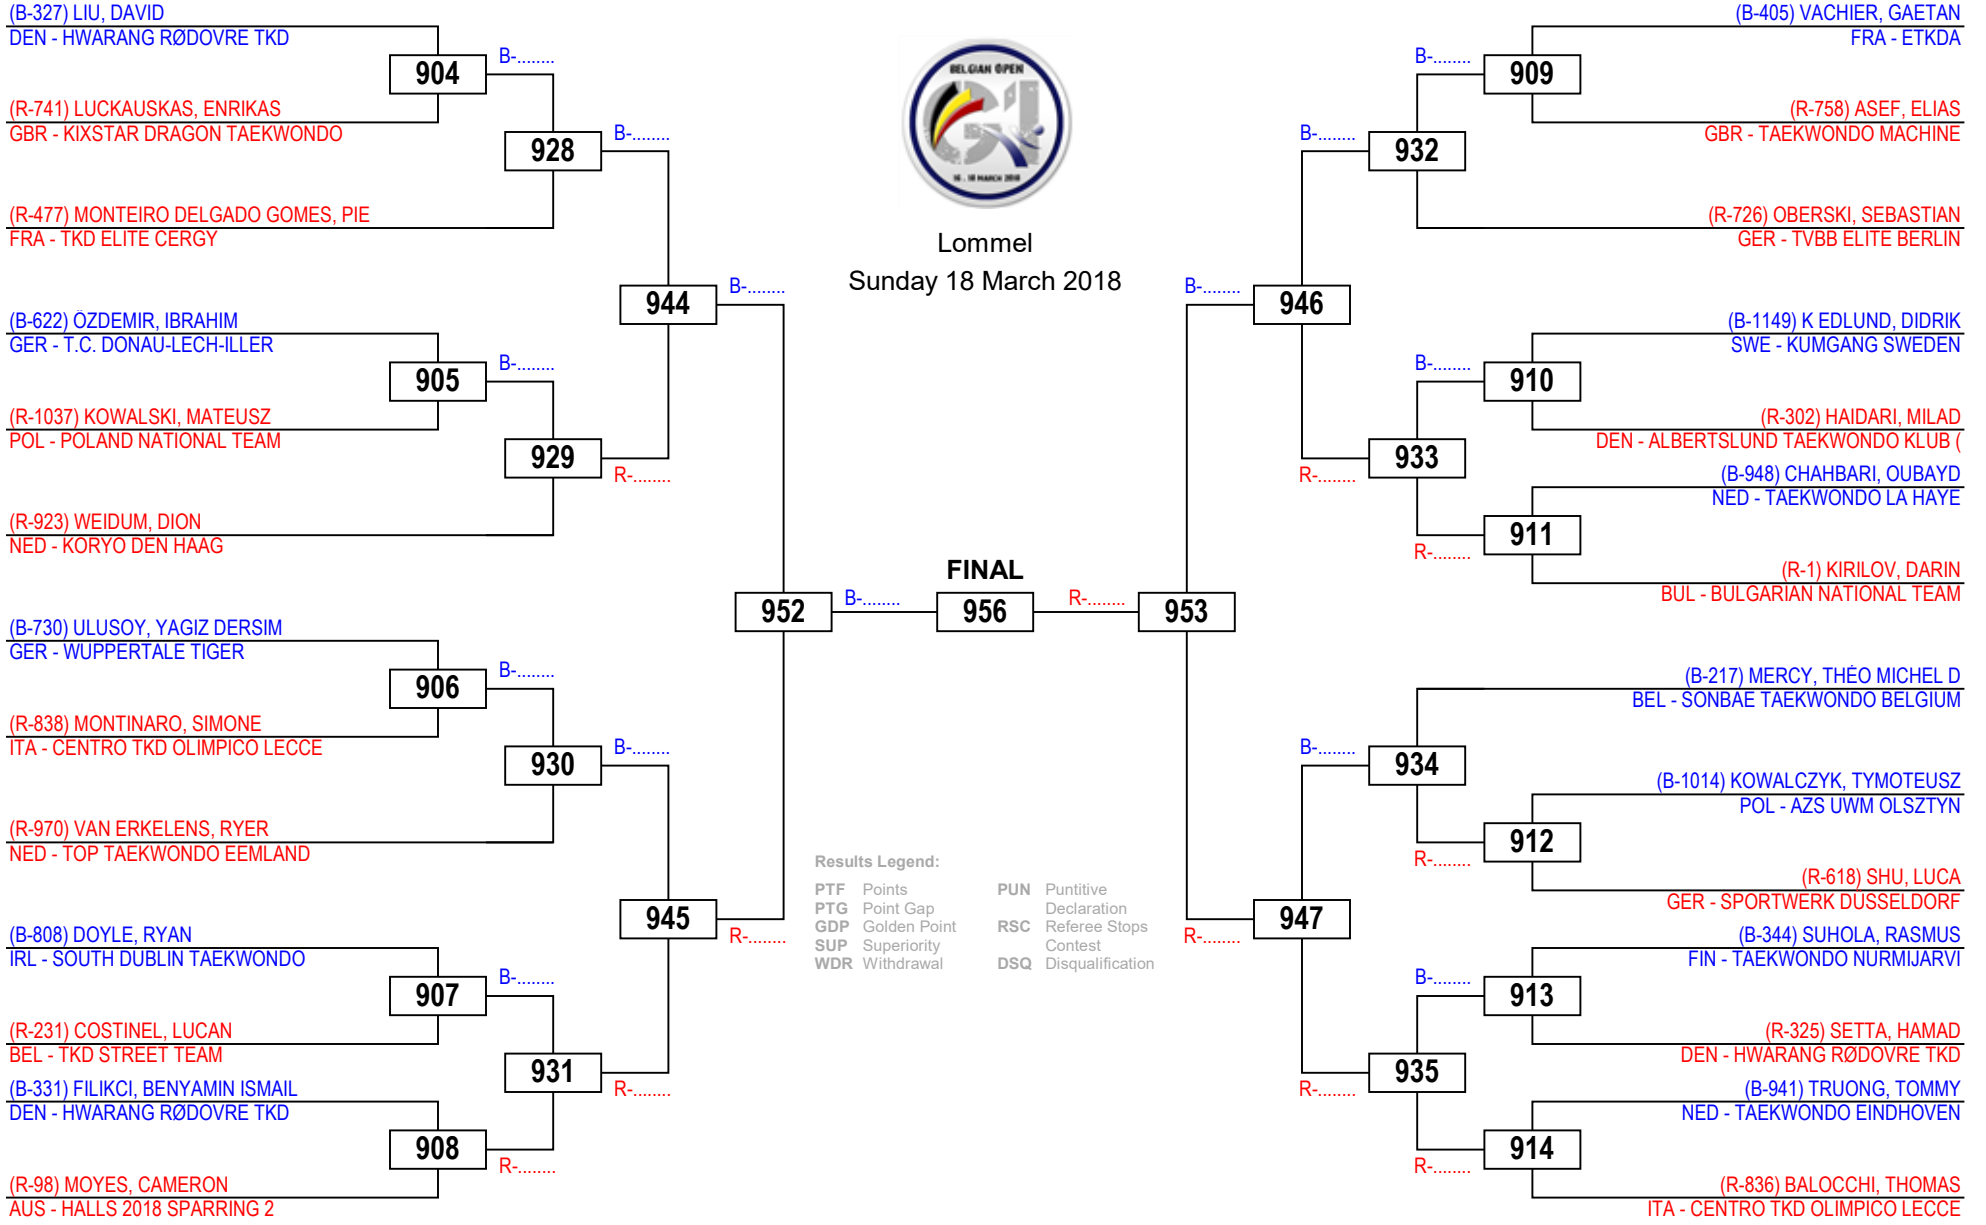 (B-327) LIU, DAVID
DEN - HWARANG RØDOVRE TKD
904
B-........
(R-741) LUCKAUSKAS, ENRIKAS
GBR - KIXSTAR DRAGON TAEKWONDO
928
B-........
(R-477) MONTEIRO DELGADO GOMES, PIE
FRA - TKD ELITE CERGY
944
B-........
(B-622) ÖZDEMIR, IBRAHIM
GER - T.C. DONAU-LECH-ILLER
905
B-........
(R-1037) KOWALSKI, MATEUSZ
POL - POLAND NATIONAL TEAM
929
R-........
(R-923) WEIDUM, DION
NED - KORYO DEN HAAG
952
B-........
(B-730) ULUSOY, YAGIZ DERSIM
GER - WUPPERTALE TIGER
906
B-........
(R-838) MONTINARO, SIMONE
ITA - CENTRO TKD OLIMPICO LECCE
930
B-........
(R-970) VAN ERKELENS, RYER
NED - TOP TAEKWONDO EEMLAND
945
R-........
(B-808) DOYLE, RYAN
IRL - SOUTH DUBLIN TAEKWONDO
907
B-........
(R-231) COSTINEL, LUCAN
BEL - TKD STREET TEAM
931
R-........
(B-331) FILIKCI, BENYAMIN ISMAIL
DEN - HWARANG RØDOVRE TKD
908
R-........
(R-98) MOYES, CAMERON
AUS - HALLS 2018 SPARRING 2
BELGIAN OPEN
G1
16 - 18 MARCH 2018
Lommel
Sunday 18 March 2018
FINAL
956
Results Legend:
PTF Points
PTG Point Gap
GDP Golden Point
SUP Superiority
WDR Withdrawal
PUN Puntitive
Declaration
RSC Referee Stops
Contest
DSQ Disqualification
(B-405) VACHIER, GAETAN
FRA - ETKDA
B-........
909
(R-758) ASEF, ELIAS
GBR - TAEKWONDO MACHINE
B-........
932
(R-726) OBERSKI, SEBASTIAN
GER - TVBB ELITE BERLIN
B-........
946
(B-1149) K EDLUND, DIDRIK
SWE - KUMGANG SWEDEN
B-........
910
(R-302) HAIDARI, MILAD
DEN - ALBERTSLUND TAEKWONDO KLUB (
R-........
933
(B-948) CHAHBARI, OUBAYD
NED - TAEKWONDO LA HAYE
R-........
911
(R-1) KIRILOV, DARIN
BUL - BULGARIAN NATIONAL TEAM
R-........
953
(B-217) MERCY, THÉO MICHEL D
BEL - SONBAE TAEKWONDO BELGIUM
B-........
934
(B-1014) KOWALCZYK, TYMOTEUSZ
POL - AZS UWM OLSZTYN
R-........
912
(R-618) SHU, LUCA
GER - SPORTWERK DÜSSELDORF
R-........
947
(B-344) SUHOLA, RASMUS
FIN - TAEKWONDO NURMIJARVI
B-........
913
(R-325) SETTA, HAMAD
DEN - HWARANG RØDOVRE TKD
R-........
935
(B-941) TRUONG, TOMMY
NED - TAEKWONDO EINDHOVEN
R-........
914
(R-836) BALOCCHI, THOMAS
ITA - CENTRO TKD OLIMPICO LECCE